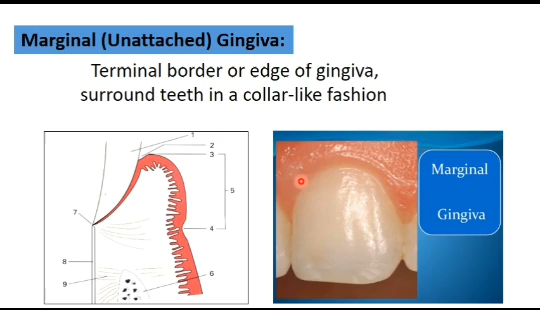 Marginal (Unattached) Gingiva:
Terminal border or edge of gingiva,
surround teeth in a collar-like fashion
1
2
3
5
4
7
8
6
9
Marginal
Gingiva